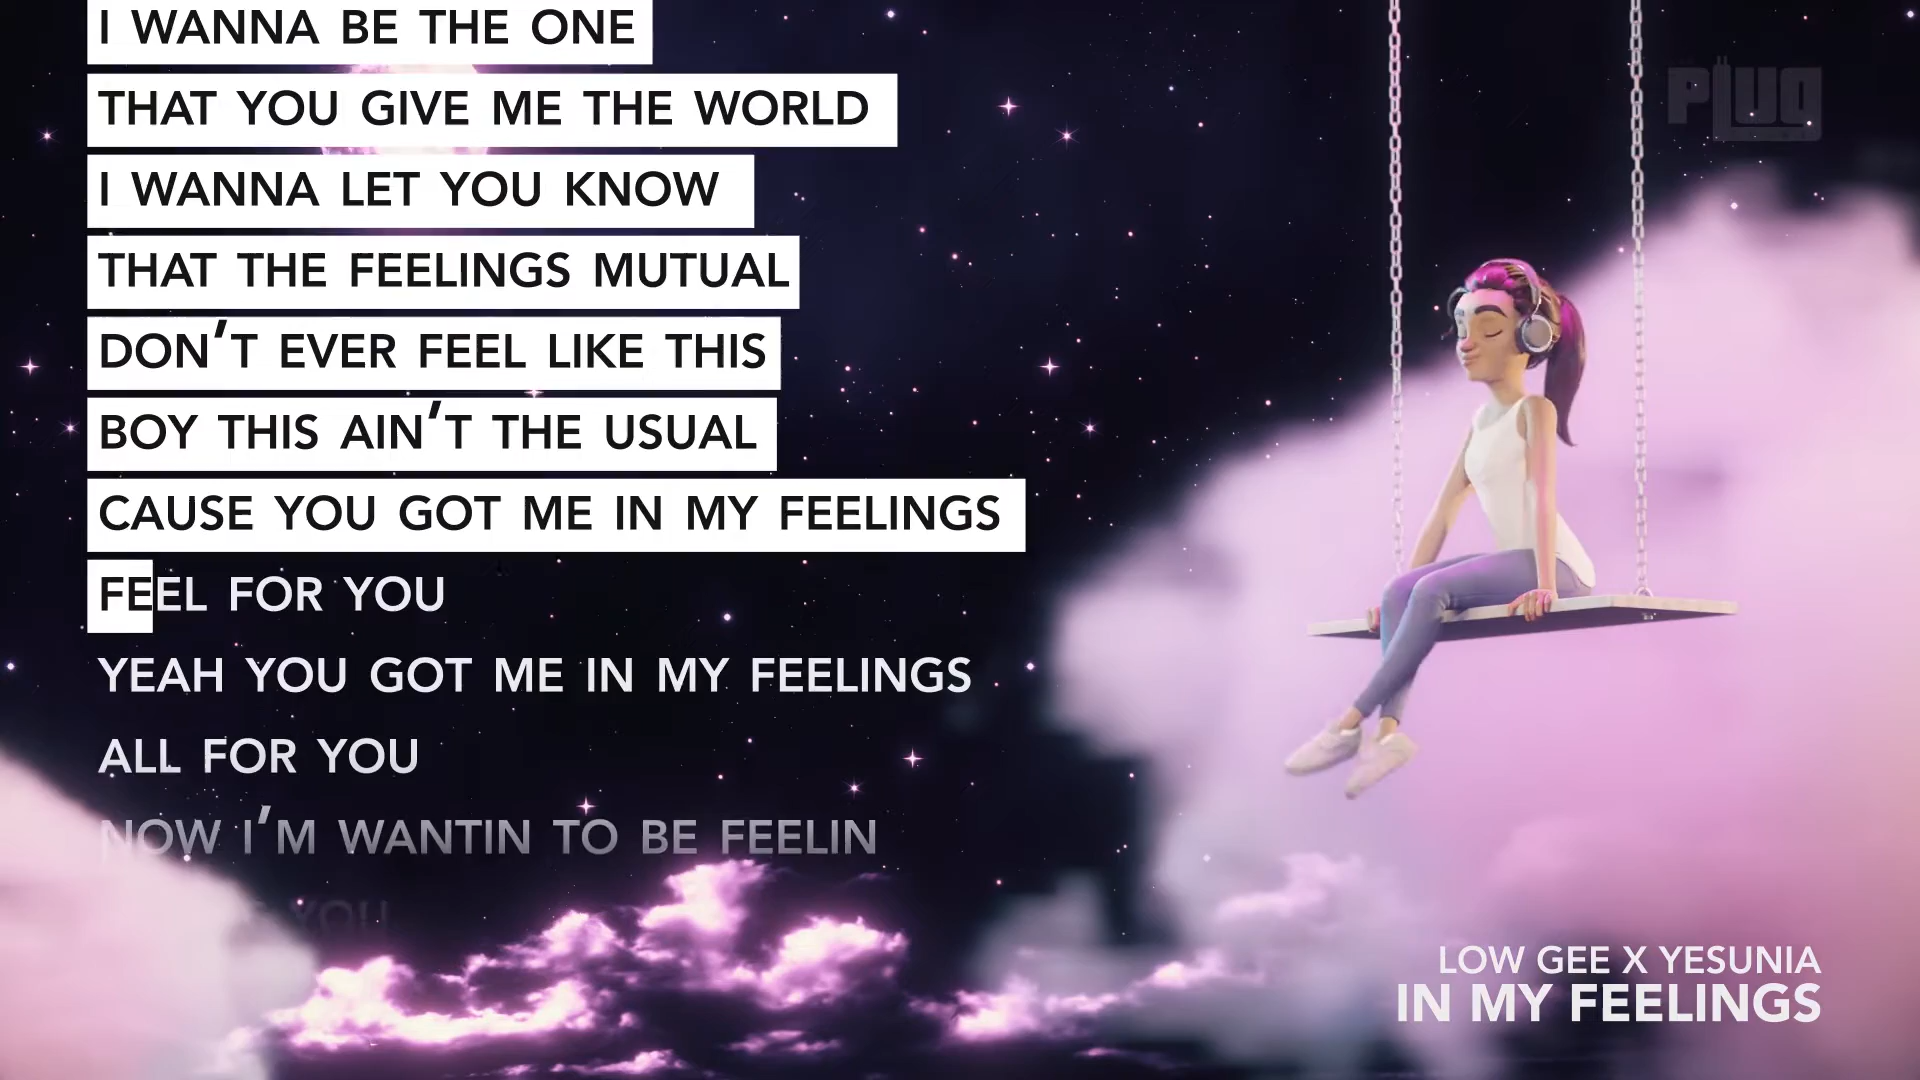 I WANNA BE THE ONE
THAT YOU GIVE ME THE WORLD
I WANNA LET YOU KNOW
THAT THE FEELINGS MUTUAL
DON'T EVER FEEL LIKE THIS
BOY THIS AIN'T THE USUAL
CAUSE YOU GOT ME IN MY FEELINGS
FEEL FOR YOU
YEAH YOU GOT ME IN MY FEELINGS
ALL FOR YOU
NOW I'M WANTIN TO BE FEELIN
YOU
PLUG
LOW GEE X YESUNIA
IN MY FEELINGS